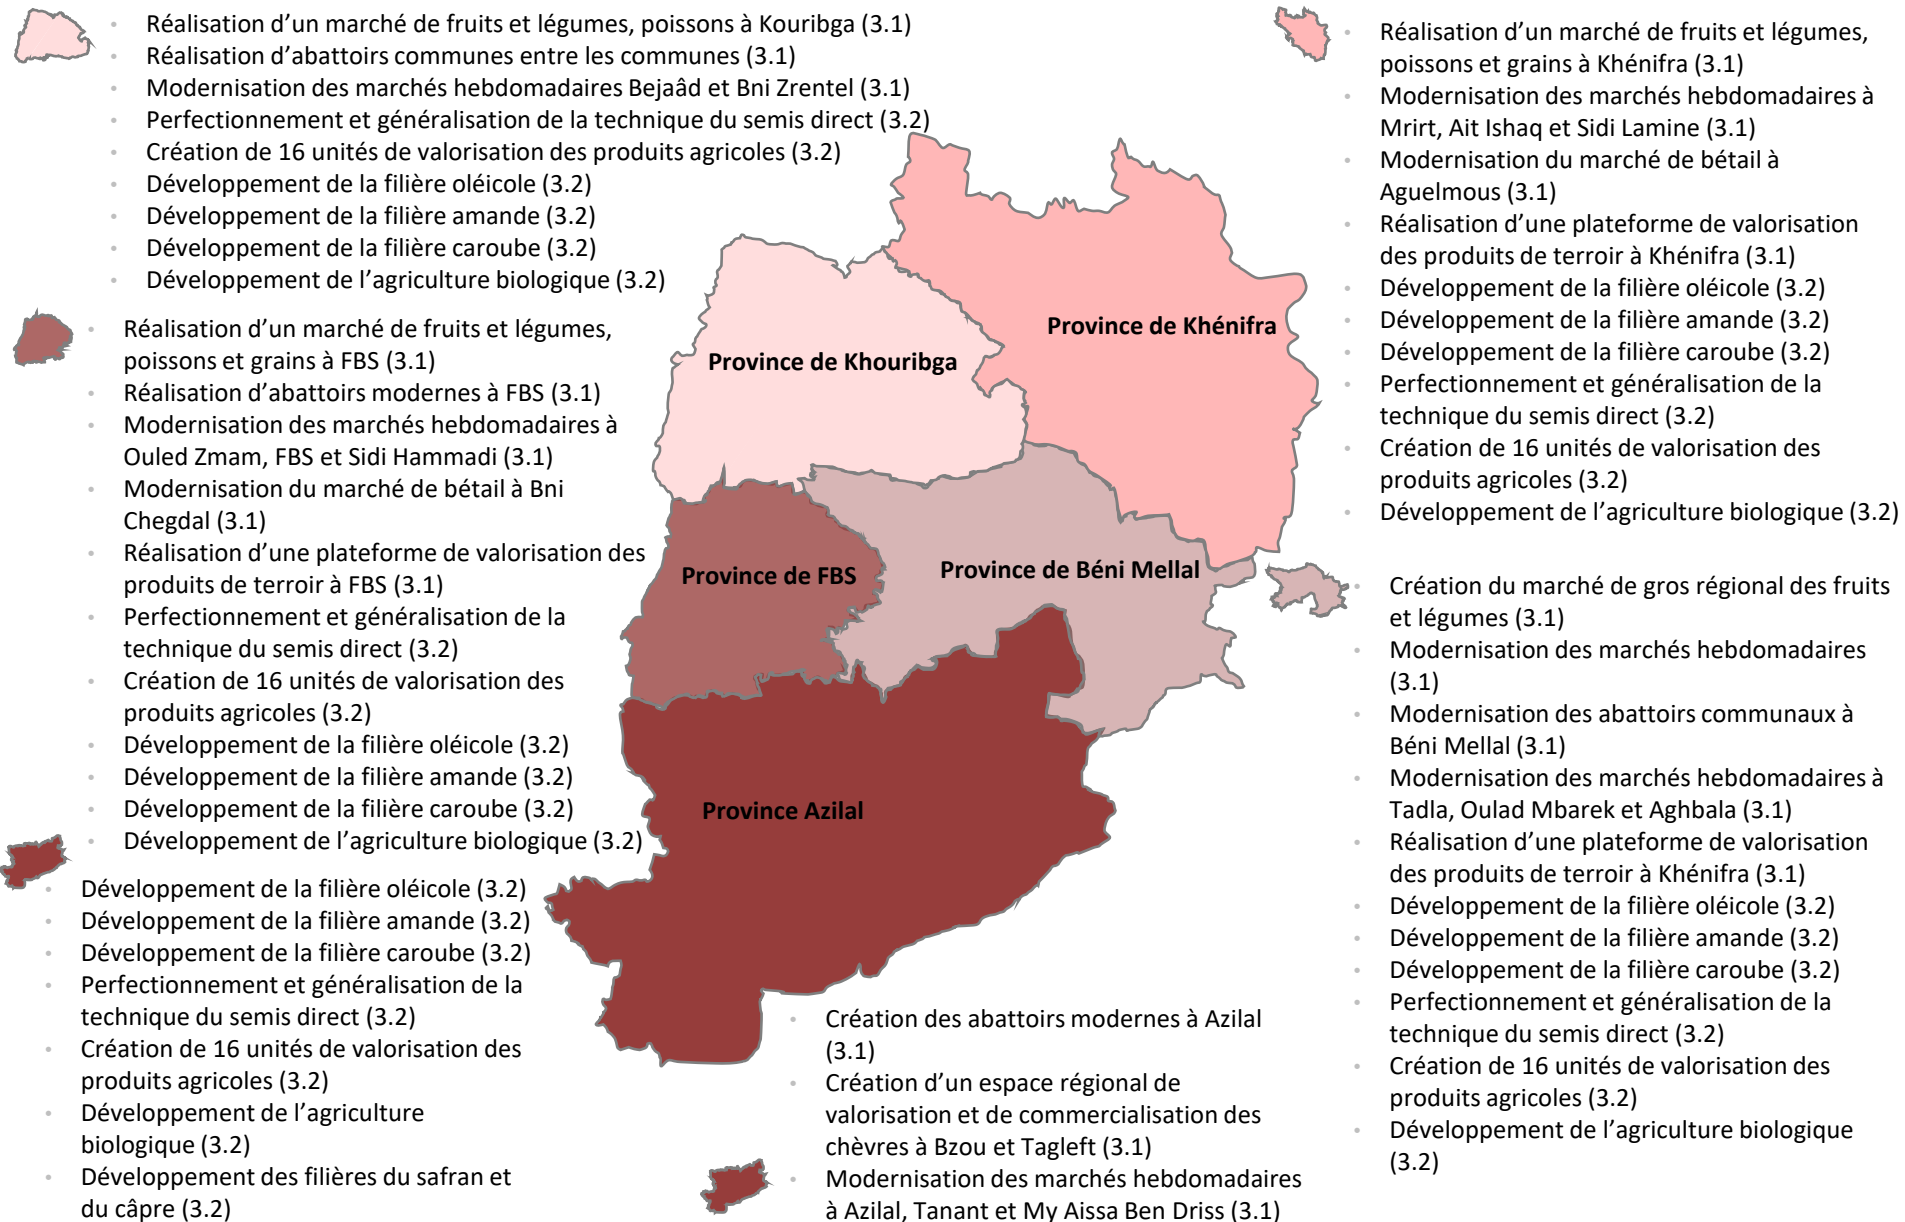 Réalisation d’un marché de fruits et légumes, poissons à Kouribga (3.1)
Réalisation d’abattoirs communes entre les communes (3.1)
Modernisation des marchés hebdomadaires Bejaâd et Bni Zrentel (3.1)
Perfectionnement et généralisation de la technique du semis direct (3.2)
Création de 16 unités de valorisation des produits agricoles (3.2)
Développement de la filière oléicole (3.2)
Développement de la filière amande (3.2)
Développement de la filière caroube (3.2)
Développement de l’agriculture biologique (3.2)
Réalisation d’un marché de fruits et légumes,
poissons et grains à FBS (3.1)
Réalisation d’abattoirs modernes à FBS (3.1)
Modernisation des marchés hebdomadaires à
Ouled Zmam, FBS et Sidi Hammadi (3.1)
Modernisation du marché de bétail à Bni
Chegdal (3.1)
Réalisation d’une plateforme de valorisation des
produits de terroir à FBS (3.1)
Perfectionnement et généralisation de la
technique du semis direct (3.2)
Création de 16 unités de valorisation des
produits agricoles (3.2)
Développement de la filière oléicole (3.2)
Développement de la filière amande (3.2)
Développement de la filière caroube (3.2)
Développement de l’agriculture biologique (3.2)
Développement de la filière oléicole (3.2)
Développement de la filière amande (3.2)
Développement de la filière caroube (3.2)
Perfectionnement et généralisation de la
technique du semis direct (3.2)
Création de 16 unités de valorisation des
produits agricoles (3.2)
Développement de l’agriculture
biologique (3.2)
Développement des filières du safran et
du câpre (3.2)
Province de Khénifra
Province de Khouribga
Province de FBS
Province de Béni Mellal
Province Azilal
Création des abattoirs modernes à Azilal
(3.1)
Création d’un espace régional de
valorisation et de commercialisation des
chèvres à Bzou et Tagleft (3.1)
Modernisation des marchés hebdomadaires
à Azilal, Tanant et My Aissa Ben Driss (3.1)
Réalisation d’un marché de fruits et légumes,
poissons et grains à Khénifra (3.1)
Modernisation des marchés hebdomadaires à
Mrirt, Ait Ishaq et Sidi Lamine (3.1)
Modernisation du marché de bétail à
Aguelmous (3.1)
Réalisation d’une plateforme de valorisation
des produits de terroir à Khénifra (3.1)
Développement de la filière oléicole (3.2)
Développement de la filière amande (3.2)
Développement de la filière caroube (3.2)
Perfectionnement et généralisation de la
technique du semis direct (3.2)
Création de 16 unités de valorisation des
produits agricoles (3.2)
Développement de l’agriculture biologique (3.2)
Création du marché de gros régional des fruits
et légumes (3.1)
Modernisation des marchés hebdomadaires
(3.1)
Modernisation des abattoirs communaux à
Béni Mellal (3.1)
Modernisation des marchés hebdomadaires à
Tadla, Oulad Mbarek et Aghbala (3.1)
Réalisation d’une plateforme de valorisation
des produits de terroir à Khénifra (3.1)
Développement de la filière oléicole (3.2)
Développement de la filière amande (3.2)
Développement de la filière caroube (3.2)
Perfectionnement et généralisation de la
technique du semis direct (3.2)
Création de 16 unités de valorisation des
produits agricoles (3.2)
Développement de l’agriculture biologique
(3.2)